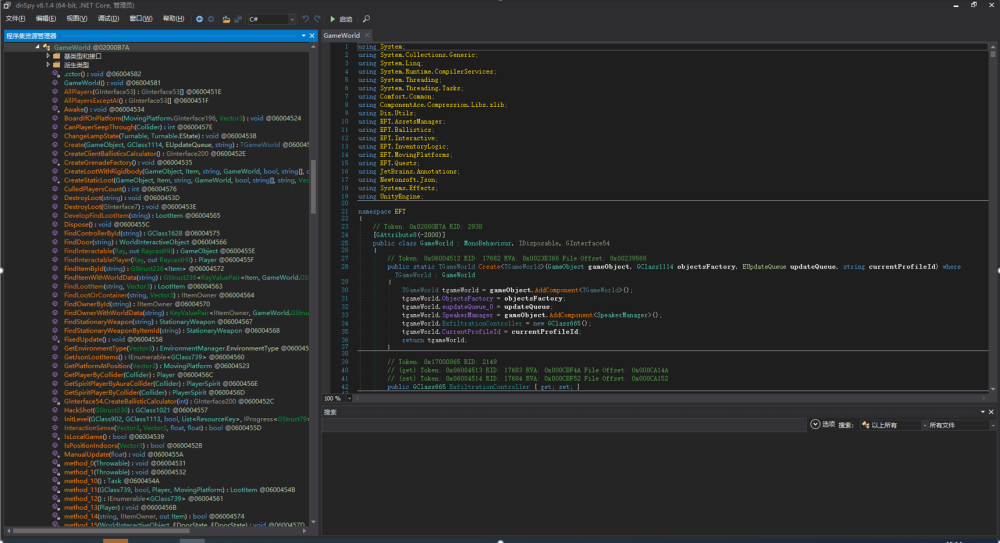 dnSpy v6.1.4 (64-bit, .NET Core, 管理员)
文件(F) 编辑(E) 视图(V) 调试(D) 窗口(W) 帮助(H) C# 启动
程序集资源管理器
GameWorld @02000B7A
基类型和接口
派生类型
.cctor() : void @06004582
GameWorld() : void @06004581
AllPlayers(GInterface53) : GInterface53[] @0600451E
AllPlayersExceptAI() : GInterface53[] @0600451F
Awake() : void @06004534
BoardIfOnPlatform(MovingPlatform.GInterface196, Vector3) : void @06004524
CanPlayerSeepThrough(Collider) : int @0600457E
ChangeLampState(Turnable, Turnable.EState) : void @06004538
Create(GameObject, GClass1114, EUpdateQueue, string) : TGameWorld @06004512
CreateClientBallisticsCalculator() : GInterface200 @0600452E
CreateGrenadeFactory() : void @06004535
CreateLootWithRigidbody(GameObject, Item, string, GameWorld, bool, string[],
CreateStaticLoot(GameObject, Item, string, GameWorld, bool, string[], string,
CulledPlayersCount() : int @06004576
DestroyLoot(string) : void @0600453D
DestroyLoot(GInterface7) : void @0600453E
DevelopFindLootItem(string) : LootItem @06004565
Dispose() : void @0600455C
FindControllerById(string) : GClass1628 @06004575
FindDoor(string) : WorldInteractiveObject @06004566
FindInteractable(Ray, out RaycastHit) : GameObject @0600455E
FindInteractablePlayer(Ray, out RaycastHit) : Player @0600455F
FindItemById(string) : GStruct236<Item> @06004572
FindItemWithWorldData(string) : GStruct236<KeyValuePair<Item, GameWorld.
FindLootItem(string, Vector3) : LootItem @06004563
FindLootOrContainer(string, Vector3) : IItemOwner @06004564
FindOwnerById(string) : IItemOwner @06004570
FindOwnerWithWorldData(string) : KeyValuePair<IItemOwner, GameWorld.
FindStationaryWeapon(string) : StationaryWeapon @06004567
FindStationaryWeaponByItemId(string) : StationaryWeapon @06004568
FixedUpdate() : void @06004558
GetEnvironmentType(Vector3) : EnvironmentManager.EnvironmentType @0600452A
GetJsonLootItems() : IEnumerable<GClass739> @06004560
GetPlatformAtPosition(Vector3) : MovingPlatform @06004523
GetPlayerByCollider(Collider) : Player @0600456C
GetSpiritPlayerByAuraCollider(Collider) : PlayerSpirit @0600456E
GetSpiritPlayerByCollider(Collider) : PlayerSpirit @0600456D
GInterface54.CreateBallisticCalculator(int) : GInterface200 @0600452C
HackShot(GStruct230) : GClass1021 @06004557
InitLevel(GClass902, GClass1113, bool, List<ResourceKey>, IProgress<GStruct79
InteractionSense(Vector3, Vector3, float, float) : bool @0600455D
IsLocalGame() : bool @06004539
IsPositionIndoors(Vector3) : bool @0600452B
ManualUpdate(float) : void @0600455A
method_0(Throwable) : void @06004531
method_1(Throwable) : void @06004532
method_10() : Task @0600454A
method_11(GClass739, bool, Player, MovingPlatform) : LootItem @0600454B
method_12() : IEnumerable<GClass739> @06004561
method_13(Player) : void @0600456B
method_14(string, IItemOwner, out Item) : bool @06004574
method_15(WorldInteractiveObject, EDoorState, EDoorState) : void @0600457D
GameWorld
1 using System;
2 using System.Collections.Generic;
3 using System.Linq;
4 using System.Runtime.CompilerServices;
5 using System.Threading;
6 using System.Threading.Tasks;
7 using Comfort.Common;
8 using ComponentAce.Compression.Libs.zlib;
9 using Diz.Utils;
10 using EFT.AssetsManager;
11 using EFT.Ballistics;
12 using EFT.Interactive;
13 using EFT.InventoryLogic;
14 using EFT.MovingPlatforms;
15 using EFT.Quests;
16 using JetBrains.Annotations;
17 using Newtonsoft.Json;
18 using Systems.Effects;
19 using UnityEngine;
20
21 namespace EFT
22 {
23 // Token: 0x02000B7A RID: 2938
24 [GAttribute8(-2000)]
25 public class GameWorld : MonoBehaviour, IDisposable, GInterface54
26 {
27 // Token: 0x06004512 RID: 17682 RVA: 0x0023B368 File Offset: 0x00239568
28 public static TGameWorld Create<TGameWorld>(GameObject gameObject, GClass1114 objectsFactory, EUpdateQueue updateQueue, string currentProfileId) where
TGameWorld : GameWorld
29 {
30 TGameWorld tgameWorld = gameObject.AddComponent<TGameWorld>();
31 tgameWorld.ObjectsFactory = objectsFactory;
32 tgameWorld.eupdateQueue_0 = updateQueue;
33 tgameWorld.SpeakerManager = gameObject.AddComponent<SpeakerManager>();
34 tgameWorld.ExfiltrationController = new GClass665();
35 tgameWorld.CurrentProfileId = currentProfileId;
36 return tgameWorld;
37 }
38
39 // Token: 0x17000865 RID: 2149
40 // (get) Token: 0x06004513 RID: 17683 RVA: 0x000CBF4A File Offset: 0x000CA14A
41 // (set) Token: 0x06004514 RID: 17684 RVA: 0x000CBF52 File Offset: 0x000CA152
42 public GClass665 ExfiltrationController { get; set; }
100 %
搜索
选项 搜索: 以上所有 所有文件